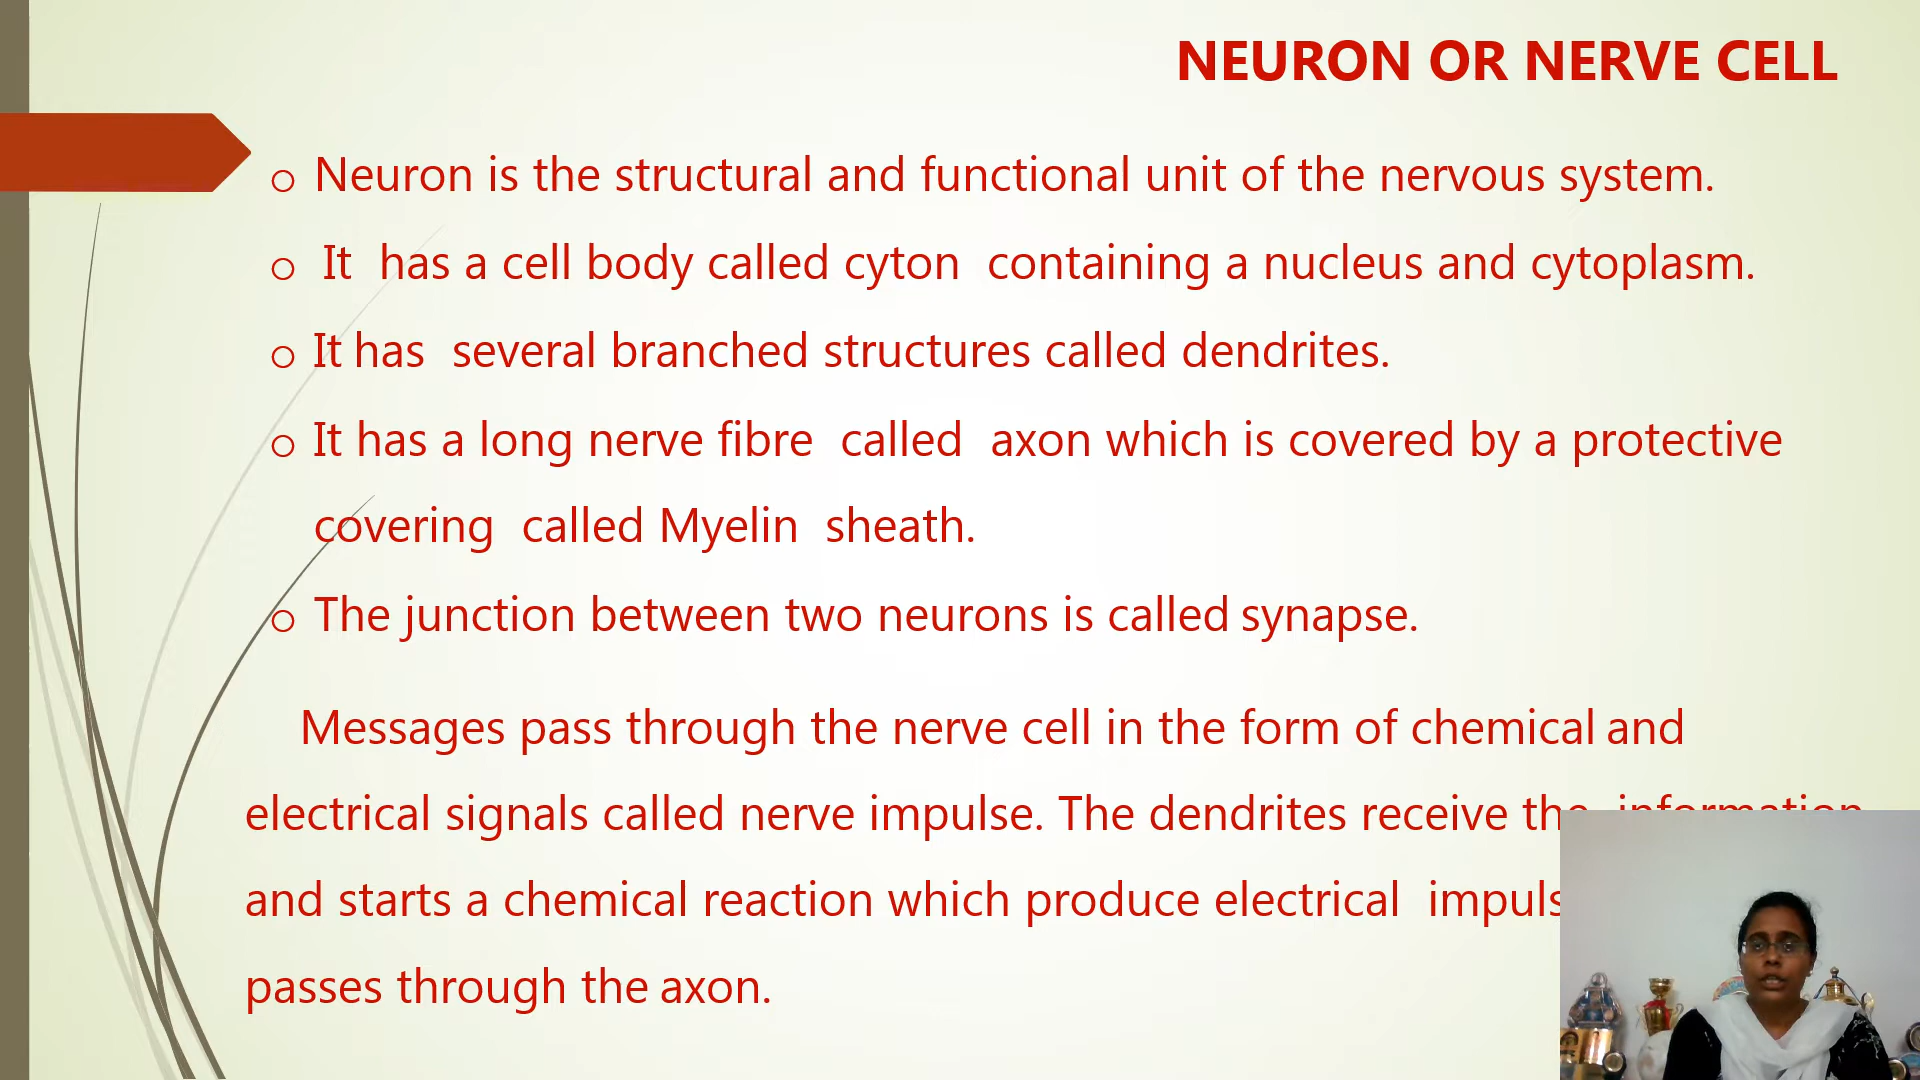 NEURON OR NERVE CELL
o Neuron is the structural and functional unit of the nervous system.
o It has a cell body called cyton containing a nucleus and cytoplasm.
o It has several branched structures called dendrites.
o It has a long nerve fibre called axon which is covered by a protective
covering called Myelin sheath.
o The junction between two neurons is called synapse.
Messages pass through the nerve cell in the form of chemical and
electrical signals called nerve impulse. The dendrites receive the information
and starts a chemical reaction which produce electrical
passes through the axon.